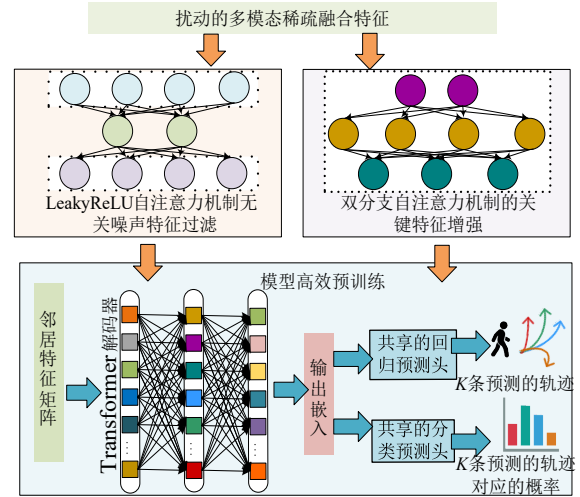 扰动的多模态稀疏融合特征
LeakyReLU自注意力机制无
关噪声特征过滤
双分支自注意力机制的关
键特征增强
模型高效预训练
邻居特征矩阵
Transformer解码器
...
...
...
输出嵌入
共享的回
归预测头
K条预测的轨迹
共享的分
类预测头
K条预测的轨迹
对应的概率